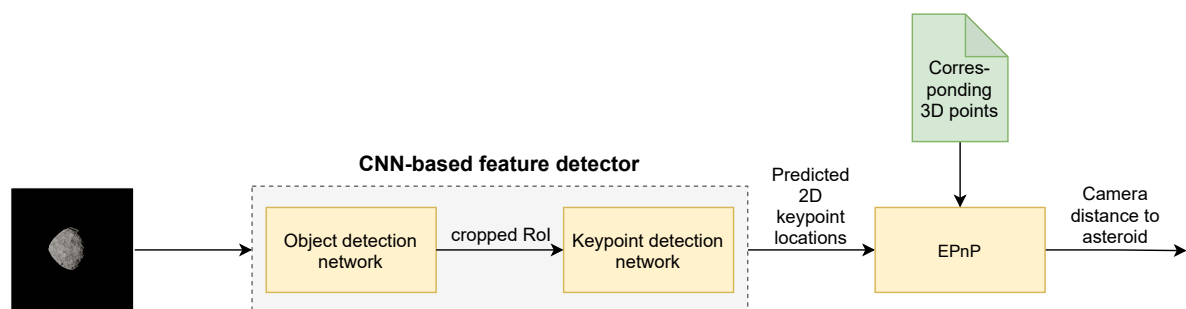 Corres-
ponding
3D points
CNN-based feature detector
Object detection
network
cropped RoI
Keypoint detection
network
Predicted
2D
keypoint
locations
EPnP
Camera
distance to
asteroid